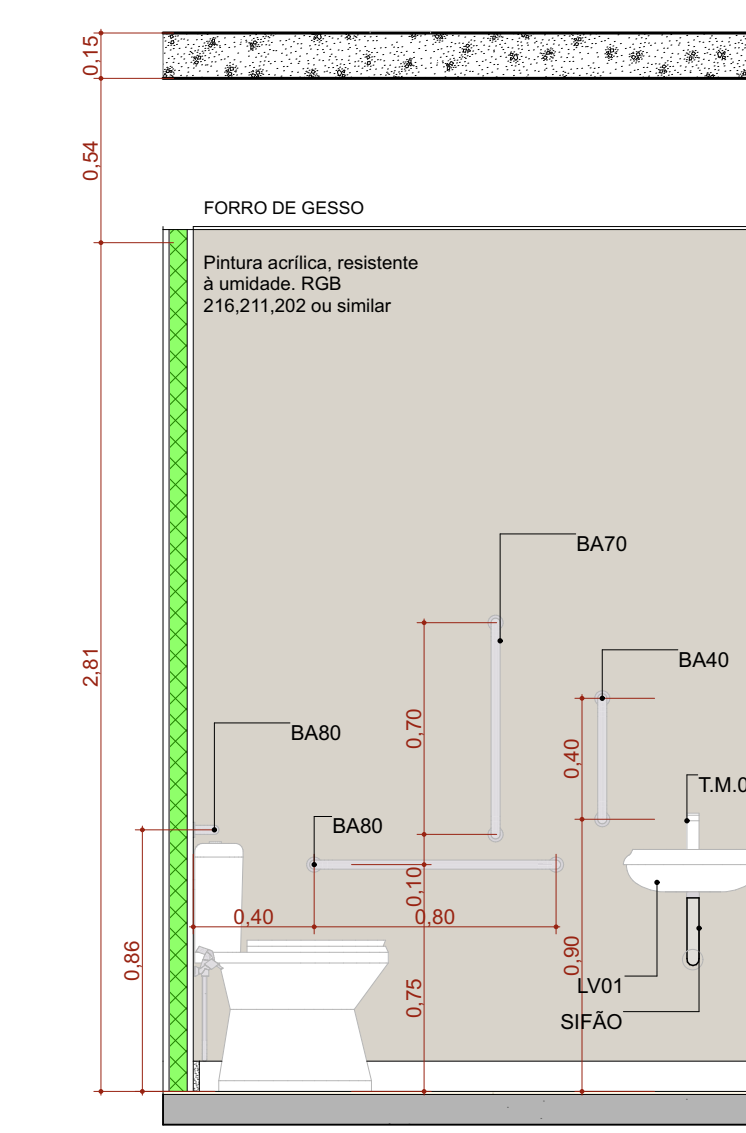 0,15
0,54
FORRO DE GESSO
Pintura acrílica, resistente
à umidade. RGB
216,211,202 ou similar
BA70
2,81
BA40
0,70
BA80
0,40
T.M.0
BA80
0,10
0,40
0,80
0,86
0,90
0,75
LV01
SIFÃO